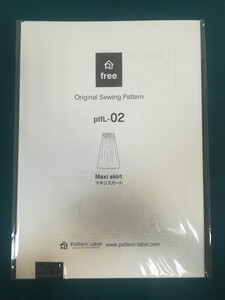 free
Original Sewing Pattern
plfL-02
Maxi skirt
マキシスカート
Pattern Label
www.pattern-label.com